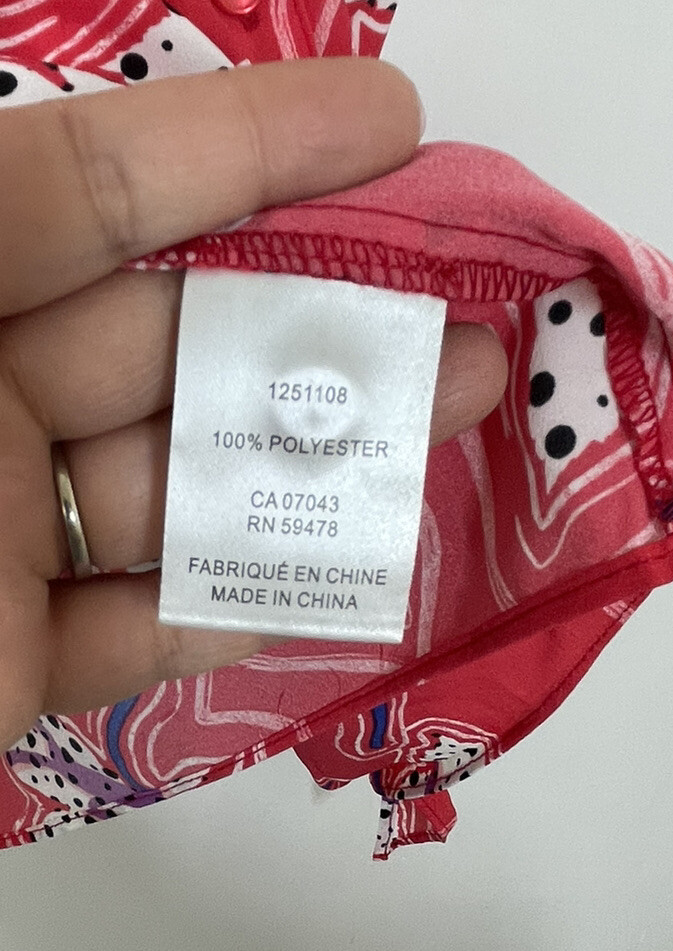 1251108
100% POLYESTER
CA 07043
RN 59478
FABRIQUÉ EN CHINE
MADE IN CHINA